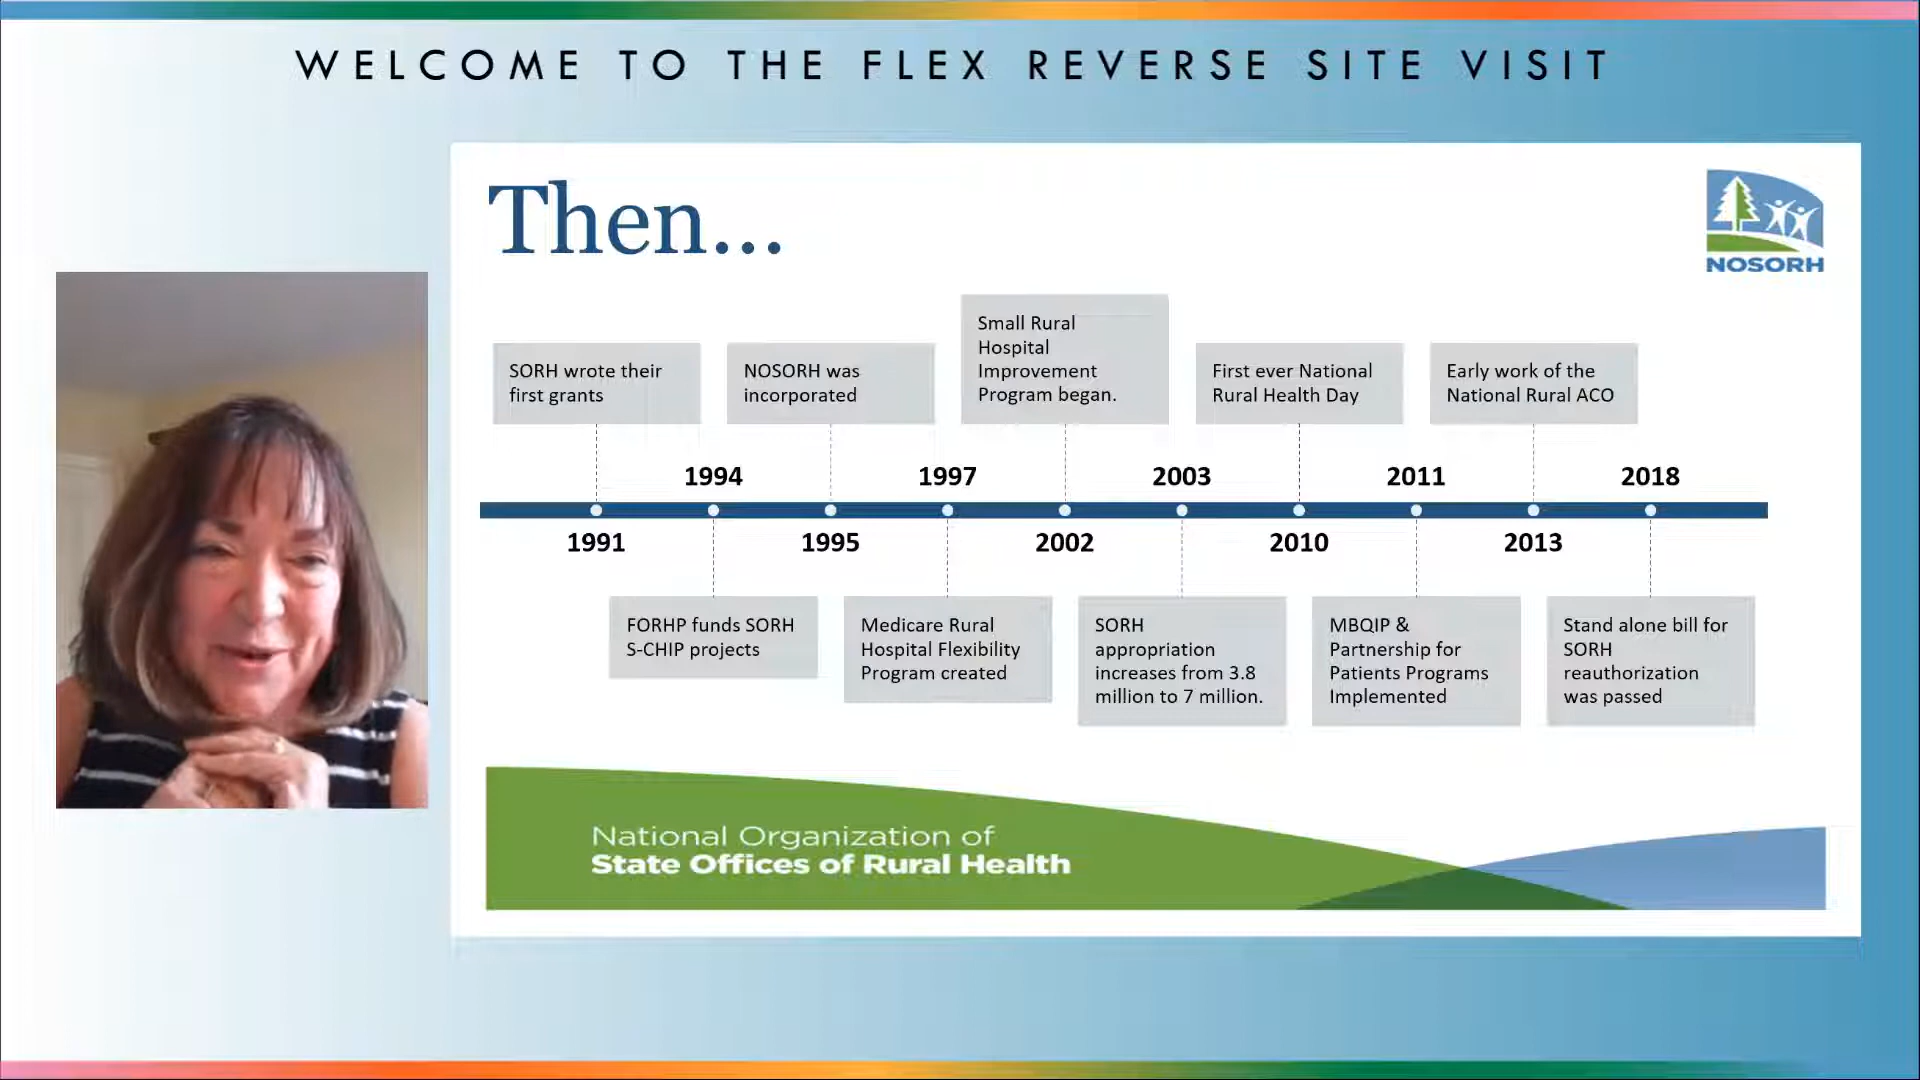 WELCOME TO THE FLEX REVERSE SITE VISIT
Then...
NOSORH
SORH wrote their
first grants
NOSORH was
incorporated
Small Rural
Hospital
Improvement
Program began.
First ever National
Rural Health Day
Early work of the
National Rural ACO
1994
1997
2003
2011
2018
1991
1995
2002
2010
2013
FORHP funds SORH
S-CHIP projects
Medicare Rural
Hospital Flexibility
Program created
SORH
appropriation
increases from 3.8
million to 7 million.
MBQIP &
Partnership for
Patients Programs
Implemented
Stand alone bill for
SORH
reauthorization
was passed
National Organization of
State Offices of Rural Health